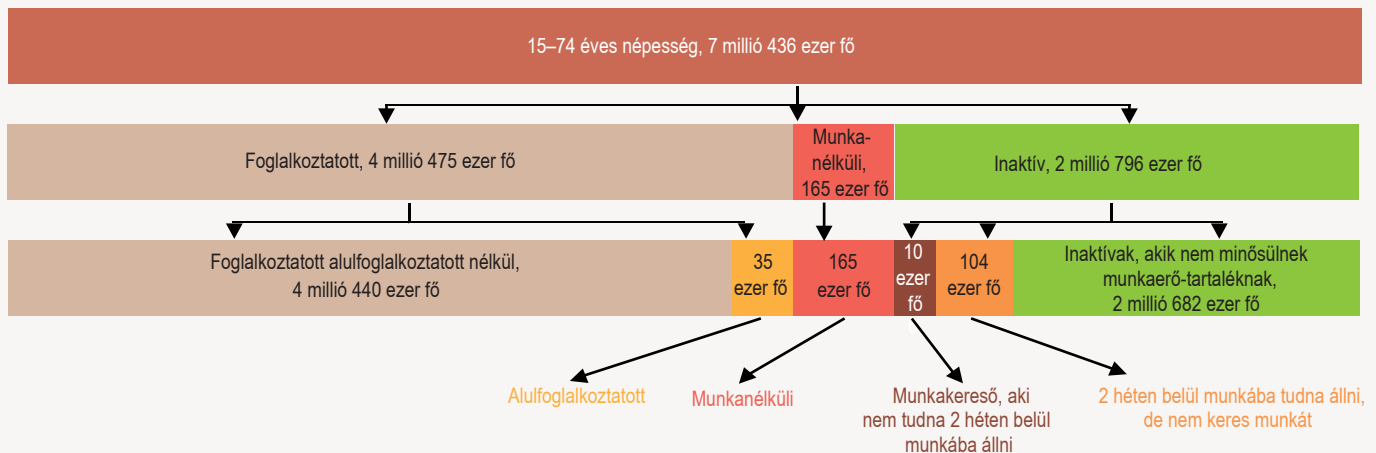 15–74 éves népesség, 7 millió 436 ezer fő
Foglalkoztatott, 4 millió 475 ezer fő
Munka-
nélküli,
165 ezer fő
Inaktív, 2 millió 796 ezer fő
Foglalkoztatott alulfoglalkoztatott nélkül,
4 millió 440 ezer fő
35
ezer fő
165
ezer fő
10
ezer
fő
104
ezer fő
Inaktívak, akik nem minősülnek
munkaerő-tartaléknak,
2 millió 682 ezer fő
Alulfoglalkoztatott
Munkanélküli
Munkakereső, aki
nem tudna 2 héten belül
munkába állni
2 héten belül munkába tudna állni,
de nem keres munkát